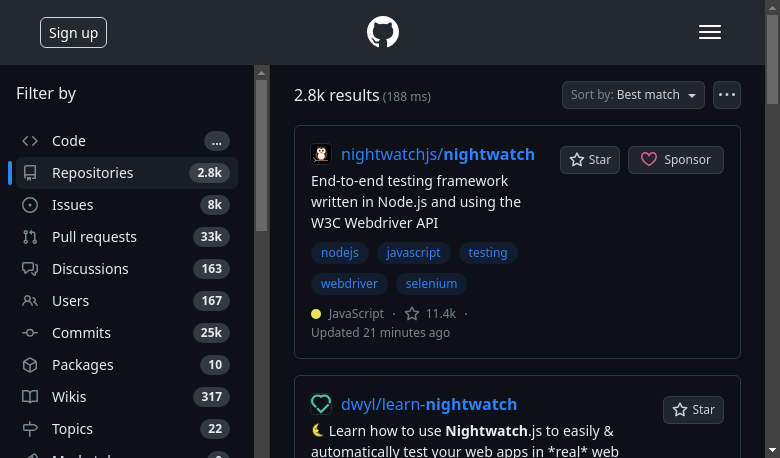 Sign up
Filter by
Code ...
Repositories 2.8k
Issues 8k
Pull requests 33k
Discussions 163
Users 167
Commits 25k
Packages 10
Wikis 317
Topics 22
2.8k results (188 ms)
Sort by: Best match
nightwatchjs/nightwatch
Star
Sponsor
End-to-end testing framework
written in Node.js and using the
W3C Webdriver API
nodejs javascript testing
webdriver selenium
JavaScript · 11.4k ·
Updated 21 minutes ago
dwyl/learn-nightwatch
Star
🌜 Learn how to use Nightwatch.js to easily &
automatically test your web apps in *real* web